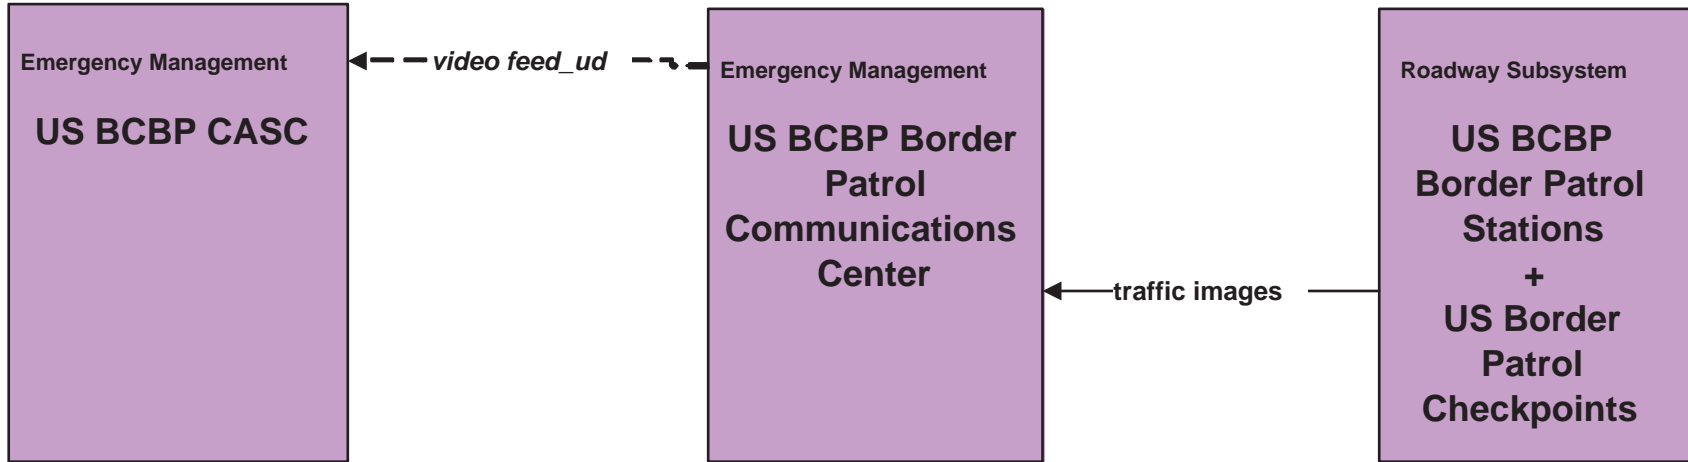 Emergency Management
US BCBP CASC
video feed_ud
Emergency Management
US BCBP Border
Patrol
Communications
Center
traffic images
Roadway Subsystem
US BCBP
Border Patrol
Stations
+
US Border
Patrol
Checkpoints